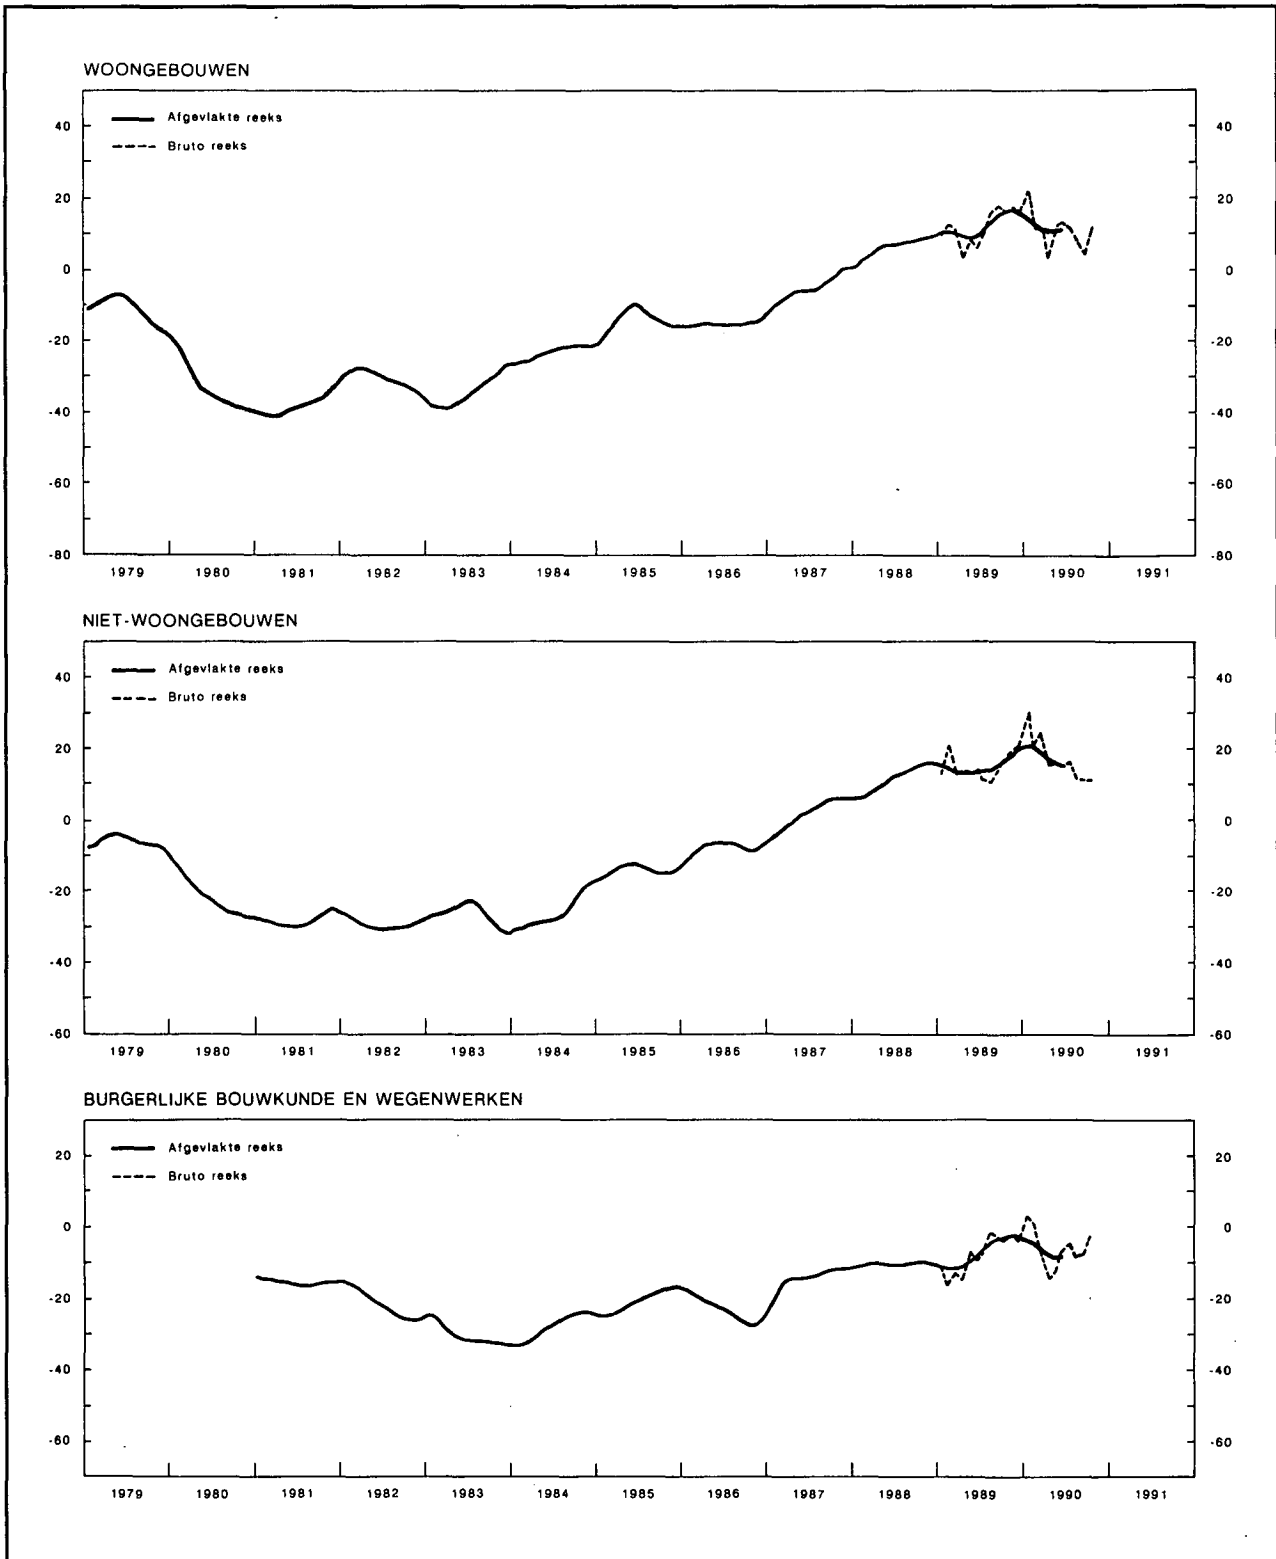 WOONGEBOUWEN
Afgevlakte reeks
Bruto reeks
40 40
20 20
0 0
-20 -20
-40 -40
-60 -60
-80 -80
1979 1980 1981 1982 1983 1984 1985 1986 1987 1988 1989 1990 1991
NIET-WOONGEBOUWEN
Afgevlakte reeks
Bruto reeks
40 40
20 20
0 0
-20 -20
-40 -40
-60 -60
1979 1980 1981 1982 1983 1984 1985 1986 1987 1988 1989 1990 1991
BURGERLIJKE BOUWKUNDE EN WEGENWERKEN
Afgevlakte reeks
Bruto reeks
20 20
0 0
-20 -20
-40 -40
-60 -60
1979 1980 1981 1982 1983 1984 1985 1986 1987 1988 1989 1990 1991